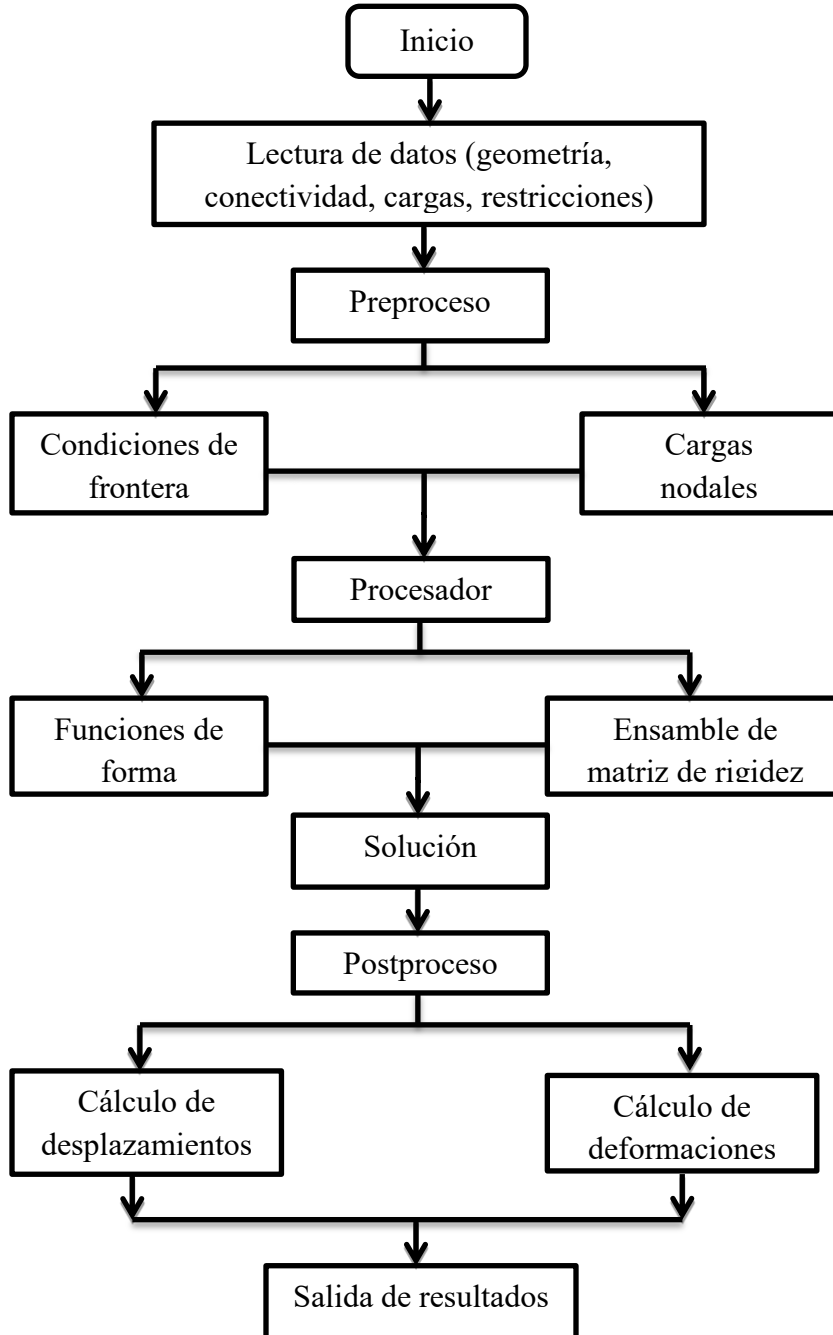 Inicio
Lectura de datos (geometría,
conectividad, cargas, restricciones)
Preproceso
Condiciones de
frontera
Cargas
nodales
Procesador
Funciones de
forma
Ensamble de
matriz de rigidez
Solución
Postproceso
Cálculo de
desplazamientos
Cálculo de
deformaciones
Salida de resultados